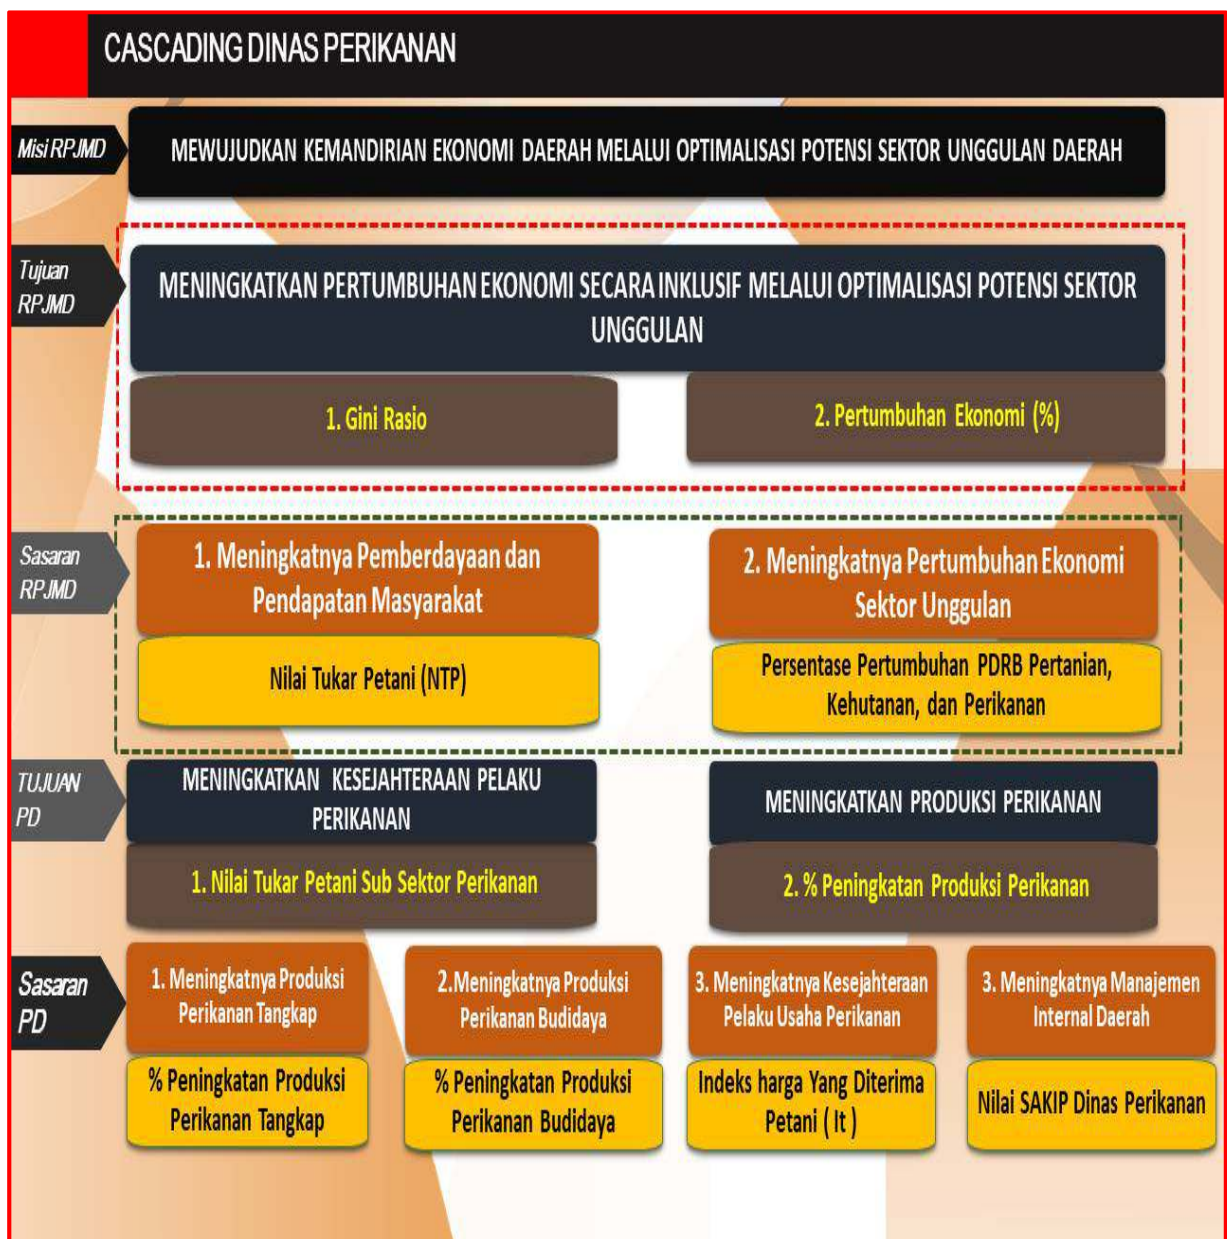 CASCADING DINAS PERIKANAN
Misi RPJMD
MEWUJUDKAN KEMANDIRIAN EKONOMI DAERAH MELALUI OPTIMALISASI POTENSI SEKTOR UNGGULAN DAERAH
Tujuan
RPJMD
MENINGKATKAN PERTUMBUHAN EKONOMI SECARA INKLUSIF MELALUI OPTIMALISASI POTENSI SEKTOR
UNGGULAN
1. Gini Rasio
2. Pertumbuhan Ekonomi (%)
Sasaran
RPJMD
1. Meningkatnya Pemberdayaan dan
Pendapatan Masyarakat
Nilai Tukar Petani (NTP)
2. Meningkatnya Pertumbuhan Ekonomi
Sektor Unggulan
Persentase Pertumbuhan PDRB Pertanian,
Kehutanan, dan Perikanan
TUJUAN
PD
MENINGKATKAN KESEJAHTERAAN PELAKU
PERIKANAN
1. Nilai Tukar Petani Sub Sektor Perikanan
MENINGKATKAN PRODUKSI PERIKANAN
2. % Peningkatan Produksi Perikanan
Sasaran
PD
1. Meningkatnya Produksi
Perikanan Tangkap
% Peningkatan Produksi
Perikanan Tangkap
2.Meningkatnya Produksi
Perikanan Budidaya
% Peningkatan Produksi
Perikanan Budidaya
3. Meningkatnya Kesejahteraan
Pelaku Usaha Perikanan
Indeks harga Yang Diterima
Petani ( It )
3. Meningkatnya Manajemen
Internal Daerah
Nilai SAKIP Dinas Perikanan